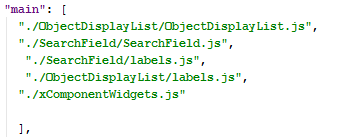 "main": [
"./ObjectDisplayList/ObjectDisplayList.js",
"./SearchField/SearchField.js",
"./SearchField/labels.js",
"./ObjectDisplayList/labels.js",
"./xComponentWidgets.js"
],